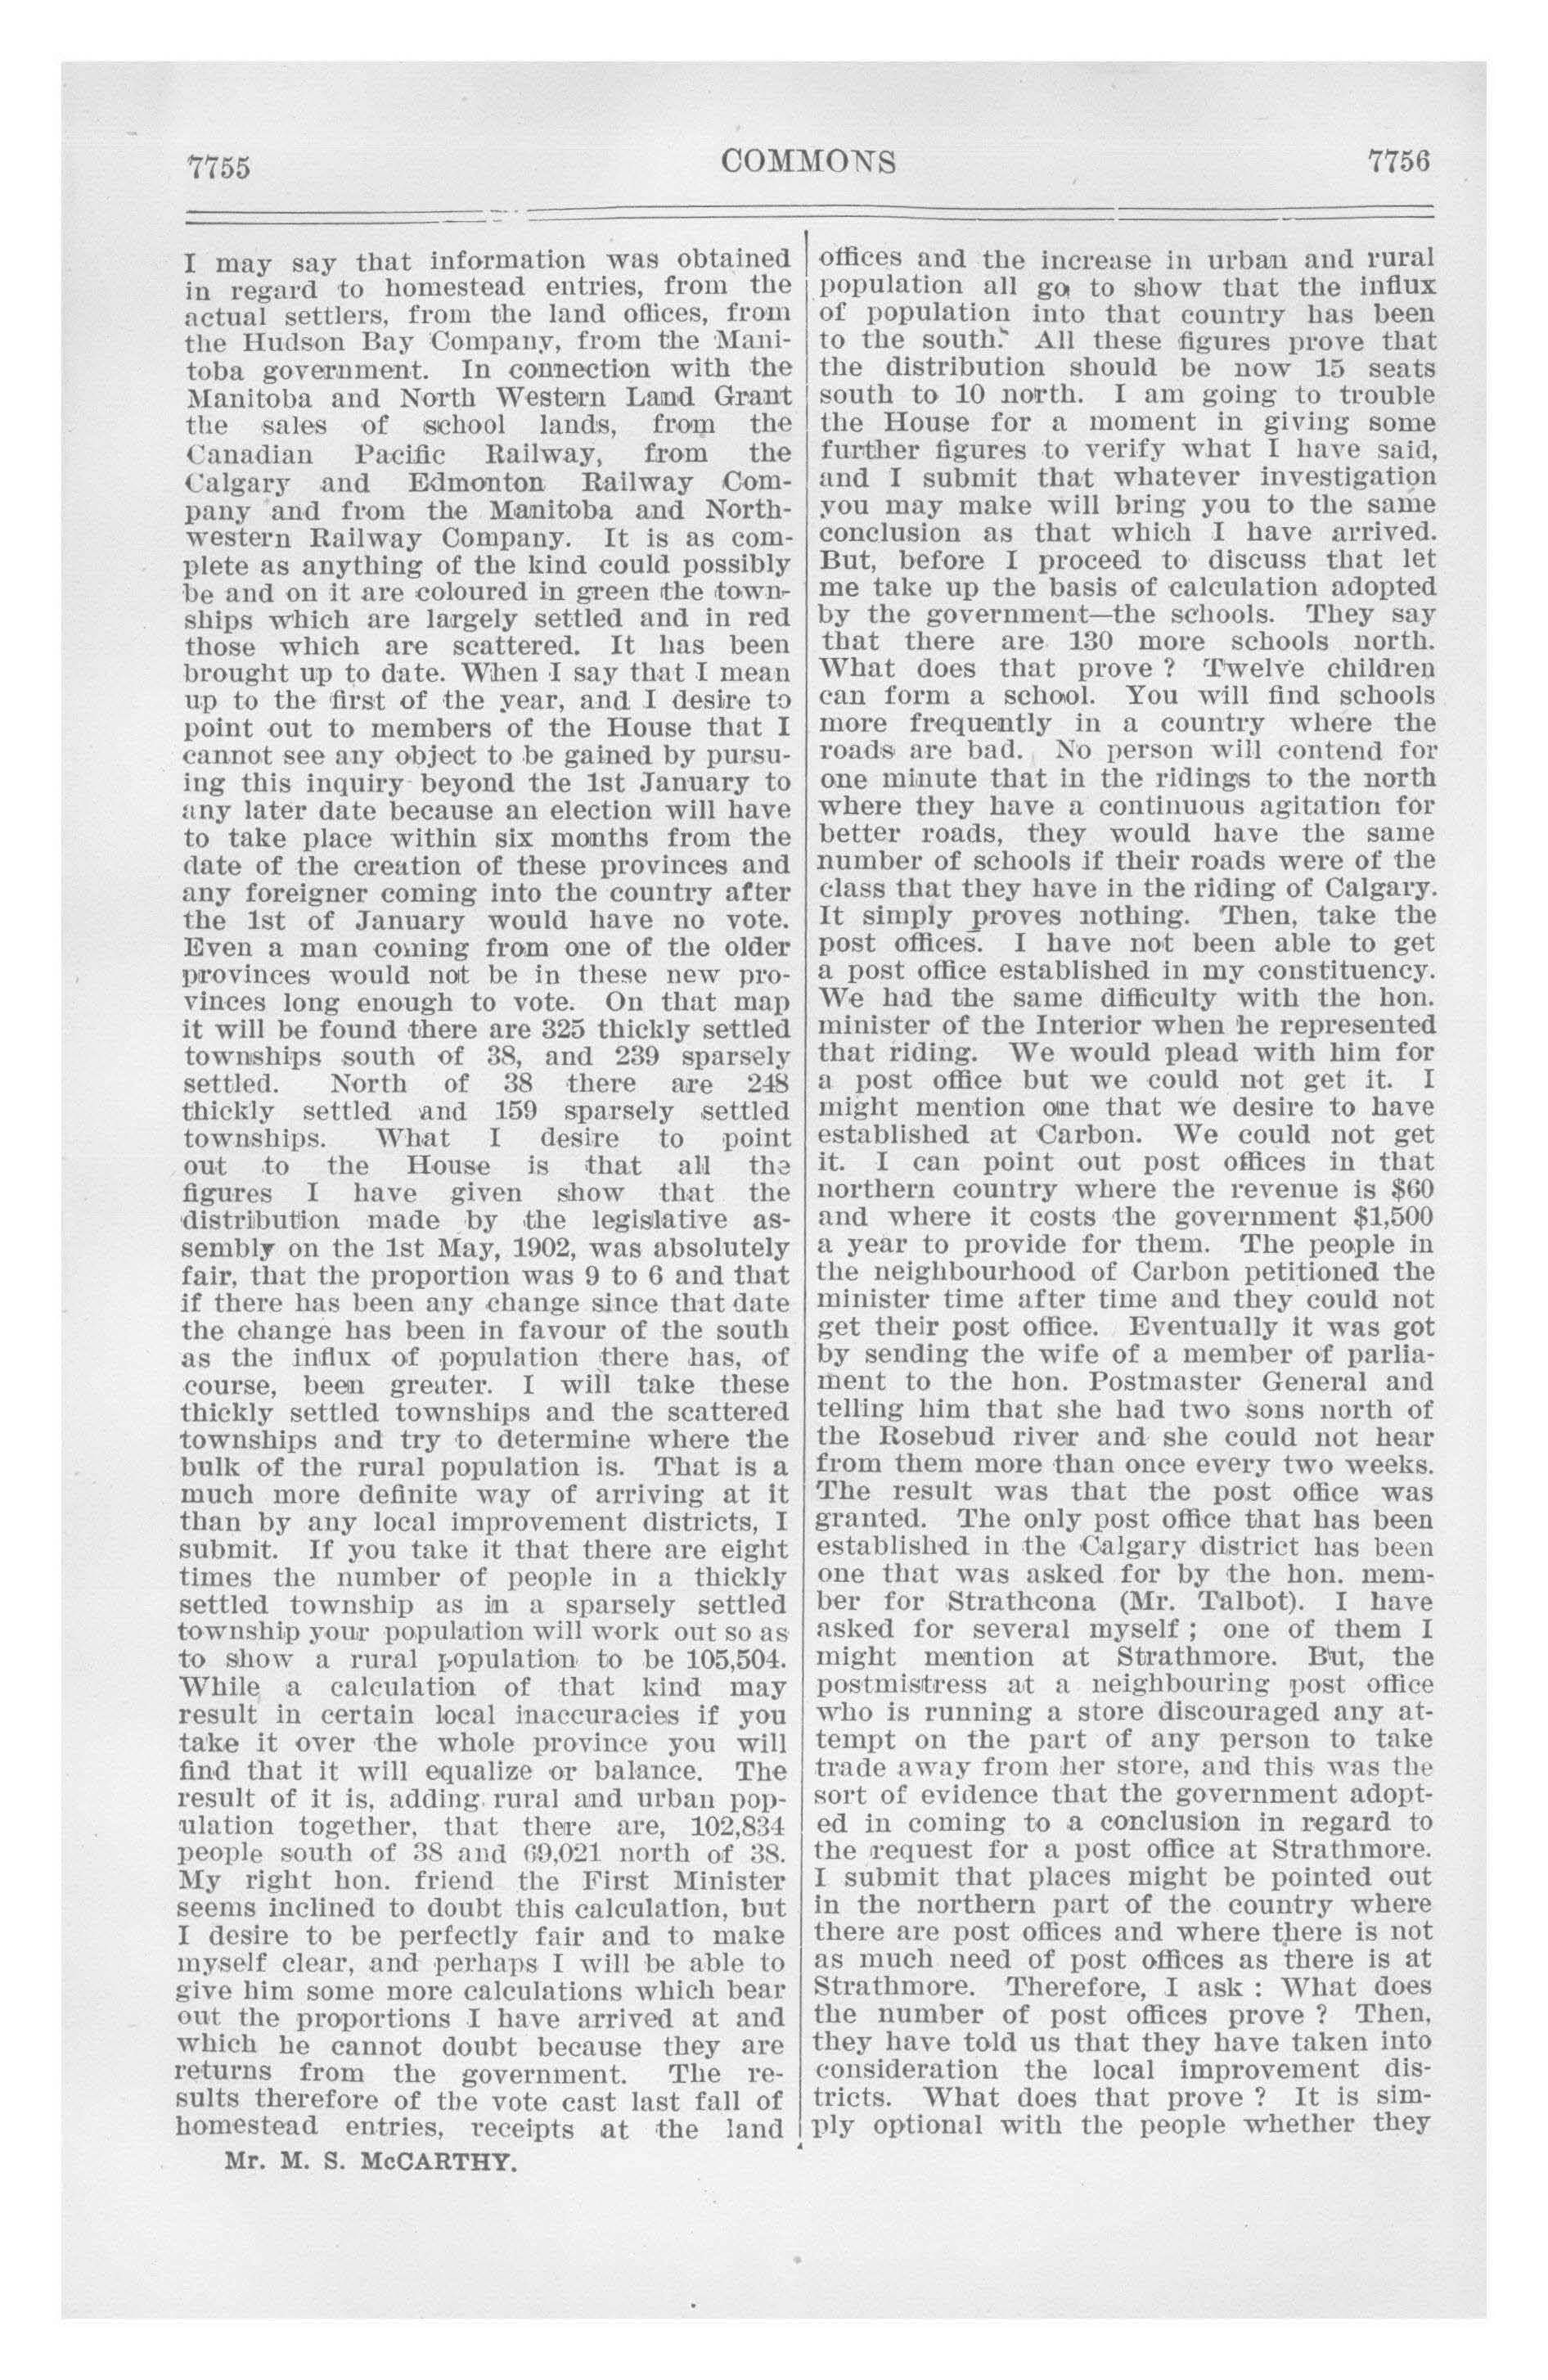 7755
COMMONS
7756
I may say that information was obtained
in regard to homestead entries, from the
actual settlers, from the land offices, from
the Hudson Bay Company, from the Mani-
toba government. In connection with the
Manitoba and North Western Land Grant
the sales of school lands, from the
Canadian Pacific Railway, from the
Calgary and Edmonton Railway Com-
pany and from the Manitoba and North-
western Railway Company. It is as com-
plete as anything of the kind could possibly
be and on it are coloured in green the town-
ships which are largely settled and in red
those which are scattered. It has been
brought up to date. When I say that I mean
up to the first of the year, and I desire to
point out to members of the House that I
cannot see any object to be gained by pursu-
ing this inquiry beyond the 1st January to
any later date because an election will have
to take place within six months from the
date of the creation of these provinces and
any foreigner coming into the country after
the 1st of January would have no vote.
Even a man coming from one of the older
provinces would not be in these new pro-
vinces long enough to vote. On that map
it will be found there are 325 thickly settled
townships south of 38, and 239 sparsely
settled. North of 38 there are 248
thickly settled and 159 sparsely settled
townships. What I desire to point
out to the House is that all the
figures I have given show that the
distribution made by the legislative as-
sembly on the 1st May, 1902, was absolutely
fair, that the proportion was 9 to 6 and that
if there has been any change since that date
the change has been in favour of the south
as the influx of population there has, of
course, been greater. I will take these
thickly settled townships and the scattered
townships and try to determine where the
bulk of the rural population is. That is a
much more definite way of arriving at it
than by any local improvement districts, I
submit. If you take it that there are eight
times the number of people in a thickly
settled township as in a sparsely settled
township your population will work out so as
to show a rural population to be 105,504.
While a calculation of that kind may
result in certain local inaccuracies if you
take it over the whole province you will
find that it will equalize or balance. The
result of it is, adding rural and urban pop-
ulation together, that there are, 102,834
people south of 38 and 69,021 north of 38.
My right hon. friend the First Minister
seems inclined to doubt this calculation, but
I desire to be perfectly fair and to make
myself clear, and perhaps I will be able to
give him some more calculations which bear
out the proportions I have arrived at and
which he cannot doubt because they are
returns from the government. The re-
sults therefore of the vote cast last fall of
homestead entries, receipts at the land
Mr. M. S. McCARTHY.
offices and the increase in urban and rural
population all go to show that the influx
of population into that country has been
to the south. All these figures prove that
the distribution should be now 15 seats
south to 10 north. I am going to trouble
the House for a moment in giving some
further figures to verify what I have said,
and I submit that whatever investigation
you may make will bring you to the same
conclusion as that which I have arrived.
But, before I proceed to discuss that let
me take up the basis of calculation adopted
by the government—the schools. They say
that there are 130 more schools north.
What does that prove ? Twelve children
can form a school. You will find schools
more frequently in a country where the
roads are bad. No person will contend for
one minute that in the ridings to the north
where they have a continuous agitation for
better roads, they would have the same
number of schools if their roads were of the
class that they have in the riding of Calgary.
It simply proves nothing. Then, take the
post offices. I have not been able to get
a post office established in my constituency.
We had the same difficulty with the hon.
minister of the Interior when he represented
that riding. We would plead with him for
a post office but we could not get it. I
might mention one that we desire to have
established at Carbon. We could not get
it. I can point out post offices in that
northern country where the revenue is $60
and where it costs the government $1,500
a year to provide for them. The people in
the neighbourhood of Carbon petitioned the
minister time after time and they could not
get their post office. Eventually it was got
by sending the wife of a member of parlia-
ment to the hon. Postmaster General and
telling him that she had two sons north of
the Rosebud river and she could not hear
from them more than once every two weeks.
The result was that the post office was
granted. The only post office that has been
established in the Calgary district has been
one that was asked for by the hon. mem-
ber for Strathcona (Mr. Talbot). I have
asked for several myself ; one of them I
might mention at Strathmore. But, the
postmistress at a neighbouring post office
who is running a store discouraged any at-
tempt on the part of any person to take
trade away from her store, and this was the
sort of evidence that the government adopt-
ed in coming to a conclusion in regard to
the request for a post office at Strathmore.
I submit that places might be pointed out
in the northern part of the country where
there are post offices and where there is not
as much need of post offices as there is at
Strathmore. Therefore, I ask : What does
the number of post offices prove ? Then,
they have told us that they have taken into
consideration the local improvement dis-
tricts. What does that prove ? It is sim-
ply optional with the people whether they